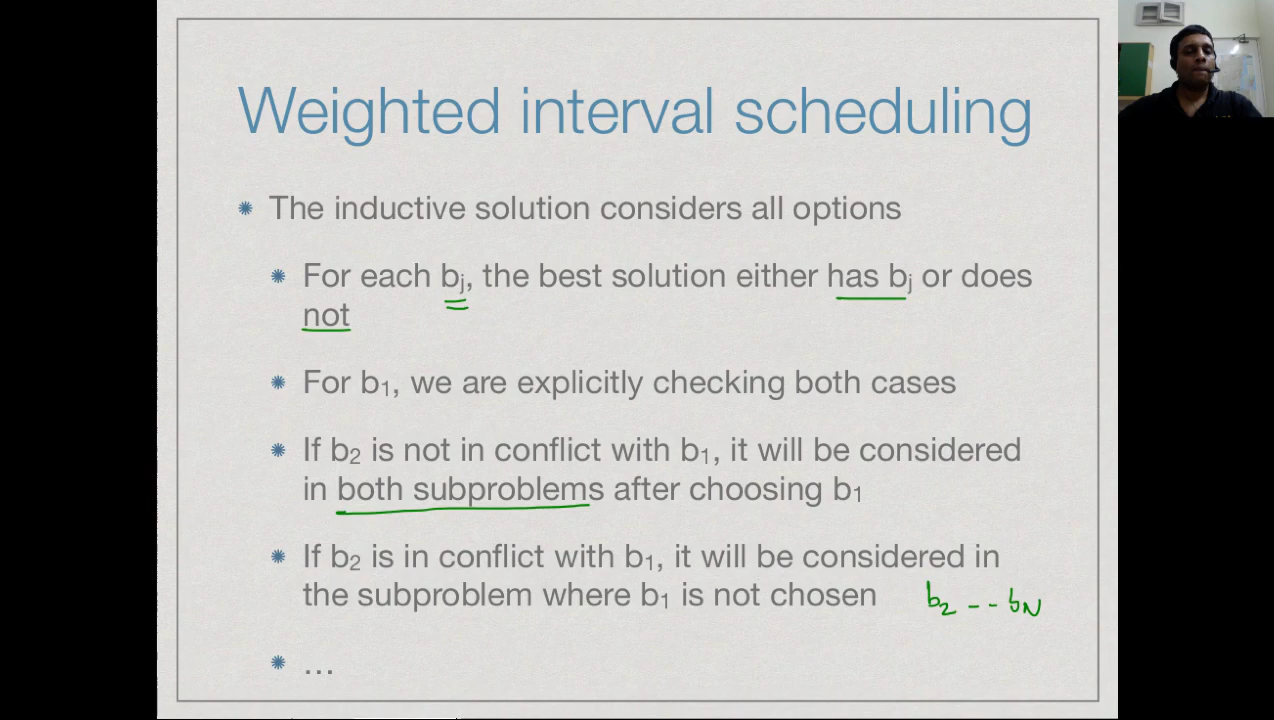 Weighted interval scheduling
The inductive solution considers all options
For each bj, the best solution either has bj or does
not
For b1, we are explicitly checking both cases
If b2 is not in conflict with b1, it will be considered
in both subproblems after choosing b1
If b2 is in conflict with b1, it will be considered in
the subproblem where b1 is not chosen
b2 -- bN
...